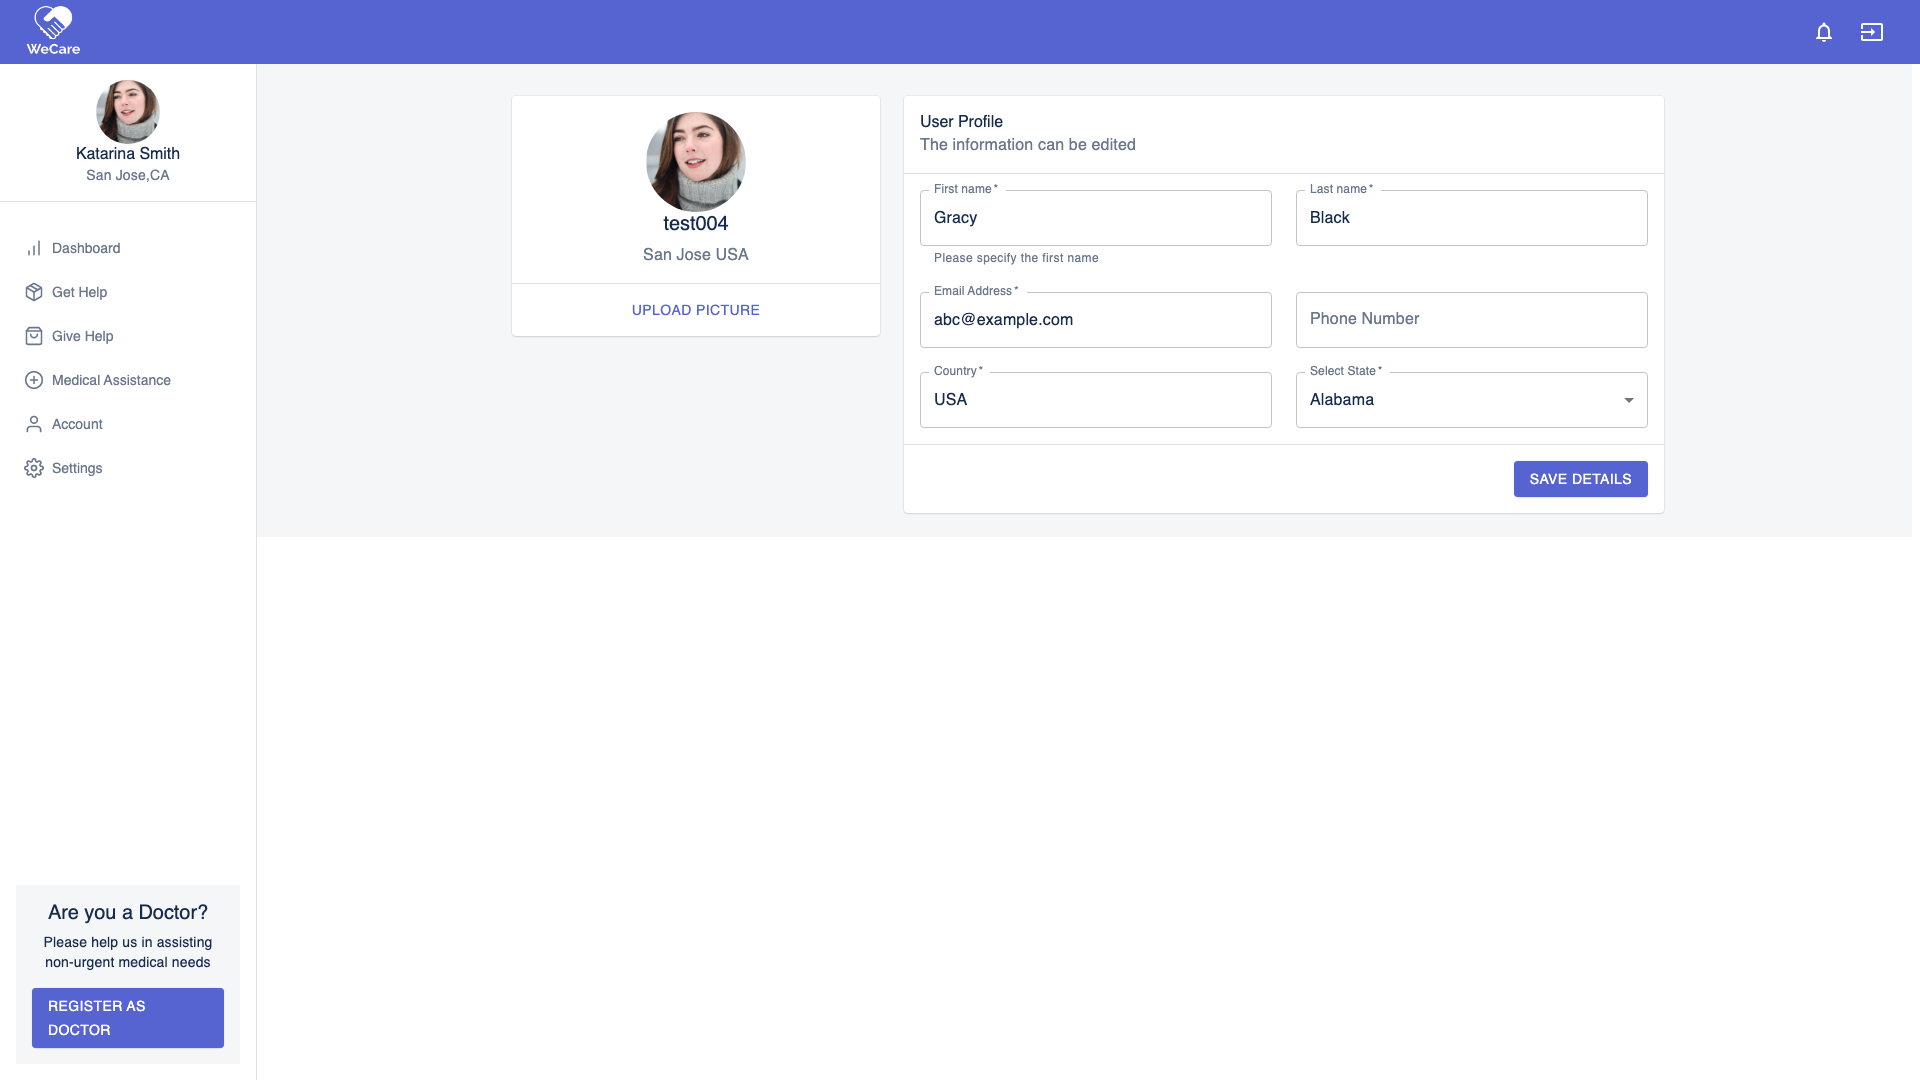 WeCare
Katarina Smith
San Jose,CA
Dashboard
Get Help
Give Help
Medical Assistance
Account
Settings
Are you a Doctor?
Please help us in assisting
non-urgent medical needs
REGISTER AS
DOCTOR
test004
San Jose USA
UPLOAD PICTURE
User Profile
The information can be edited
First name *
Gracy
Please specify the first name
Last name *
Black
Email Address *
abc@example.com
Phone Number
Country *
USA
Select State *
Alabama
SAVE DETAILS